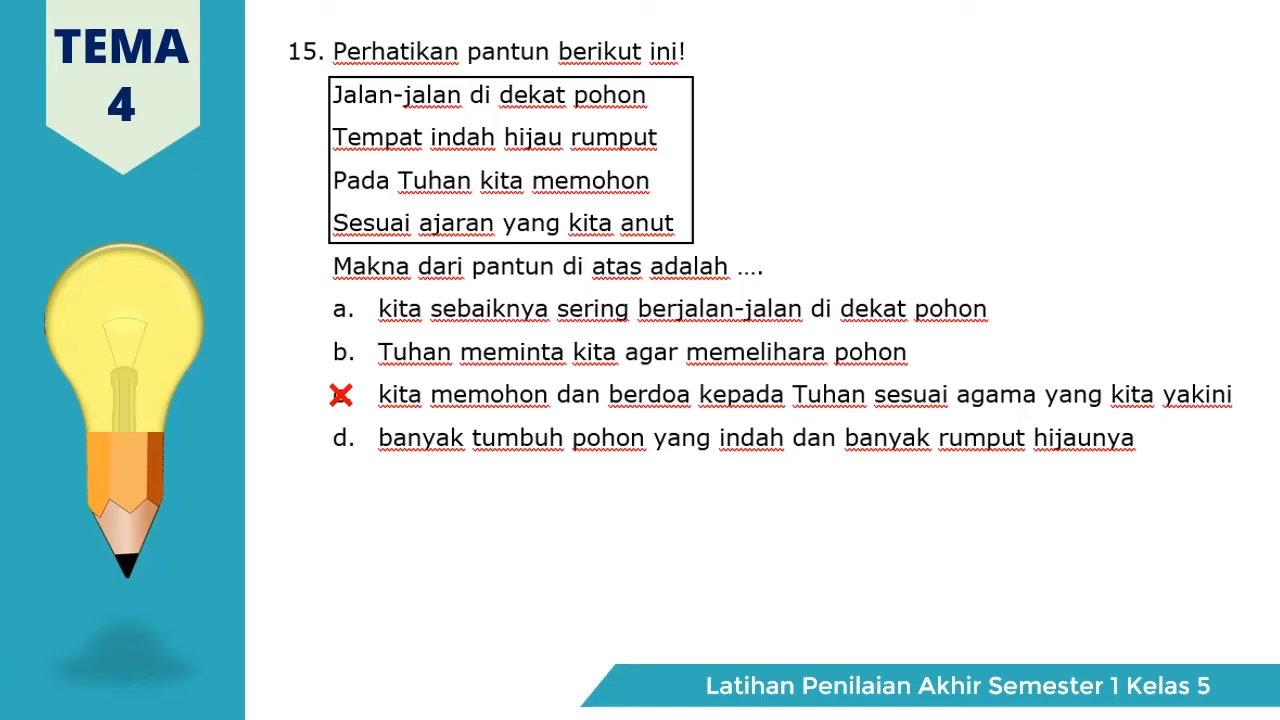 TEMA
4
15. Perhatikan pantun berikut ini!
Jalan-jalan di dekat pohon
Tempat indah hijau rumput
Pada Tuhan kita memohon
Sesuai ajaran yang kita anut
Makna dari pantun di atas adalah ....
a. kita sebaiknya sering berjalan-jalan di dekat pohon
b. Tuhan meminta kita agar memelihara pohon
kita memohon dan berdoa kepada Tuhan sesuai agama yang kita yakini
d. banyak tumbuh pohon yang indah dan banyak rumput hijaunya
Latihan Penilaian Akhir Semester 1 Kelas 5